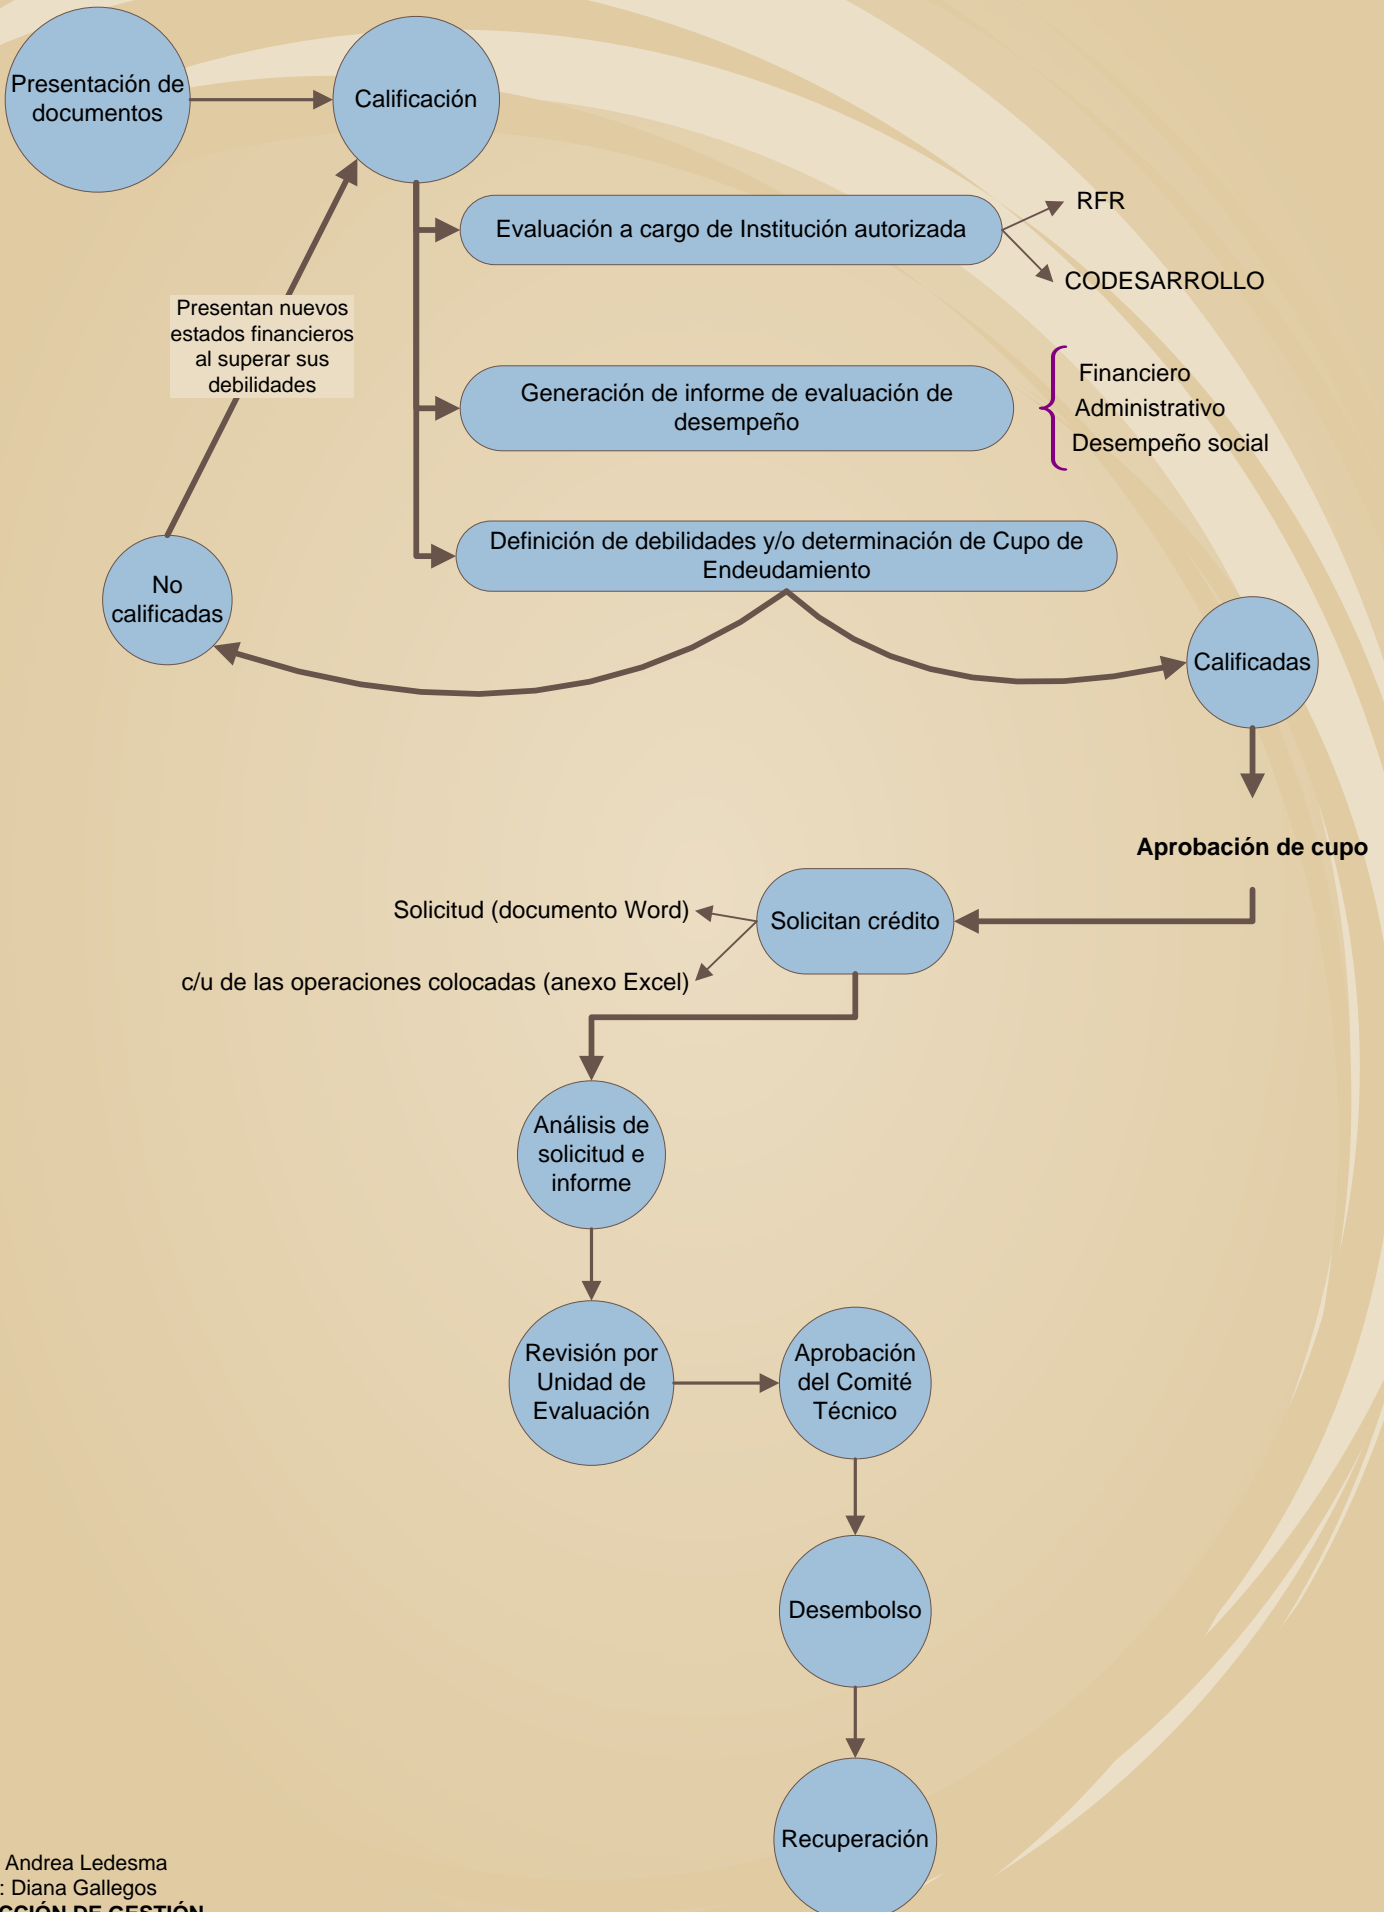 Presentación de
documentos
Calificación
Evaluación a cargo de Institución autorizada
RFR
CODESARROLLO
Presentan nuevos
estados financieros
al superar sus
debilidades
Generación de informe de evaluación de
desempeño
Financiero
Administrativo
Desempeño social
Definición de debilidades y/o determinación de Cupo de
Endeudamiento
No
calificadas
Calificadas
Aprobación de cupo
Solicitan crédito
Solicitud (documento Word)
c/u de las operaciones colocadas (anexo Excel)
Análisis de
solicitud e
informe
Revisión por
Unidad de
Evaluación
Aprobación
del Comité
Técnico
Desembolso
Recuperación
Andrea Ledesma
: Diana Gallegos
DE GESTIÓN